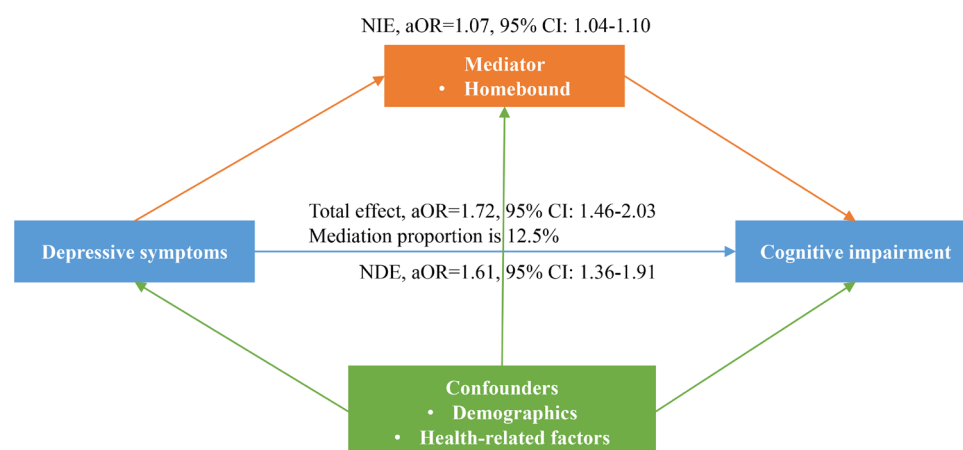 NIE, aOR=1.07, 95% CI: 1.04-1.10
Mediator
• Homebound
Total effect, aOR=1.72, 95% CI: 1.46-2.03
Mediation proportion is 12.5%
Depressive symptoms
Cognitive impairment
NDE, aOR=1.61, 95% CI: 1.36-1.91
Confounders
• Demographics
• Health-related factors